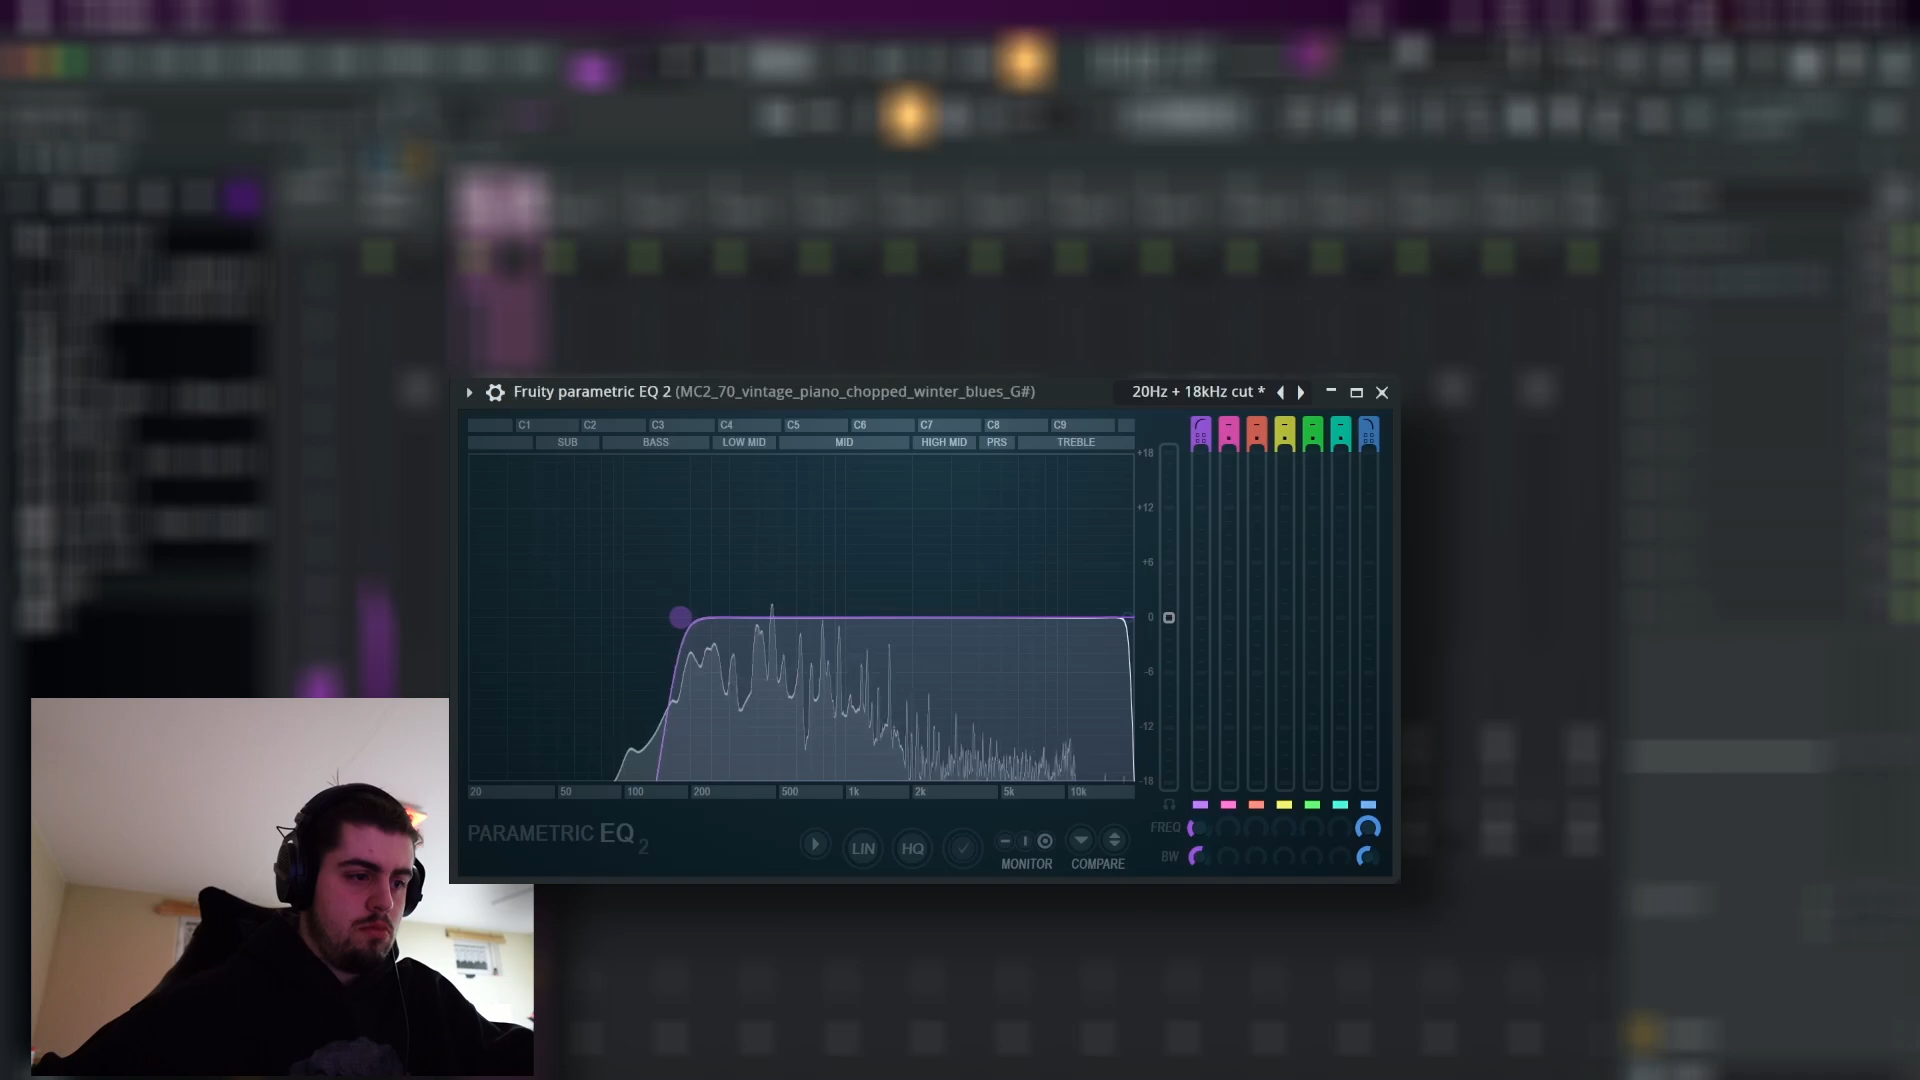 Fruity parametric EQ 2 (MC2_70_vintage_piano_chopped_winter_blues_G#) 20Hz + 18kHz cut *
C1 C2 C3 C4 C5 C6 C7 C8 C9
SUB BASS LOW MID MID HIGH MID PRS TREBLE
+18
+12
+6
0
-6
-12
-18
20 50 100 200 500 1k 2k 5k 10k
PARAMETRIC EQ 2
LIN HQ
MONITOR COMPARE
FREQ
BW